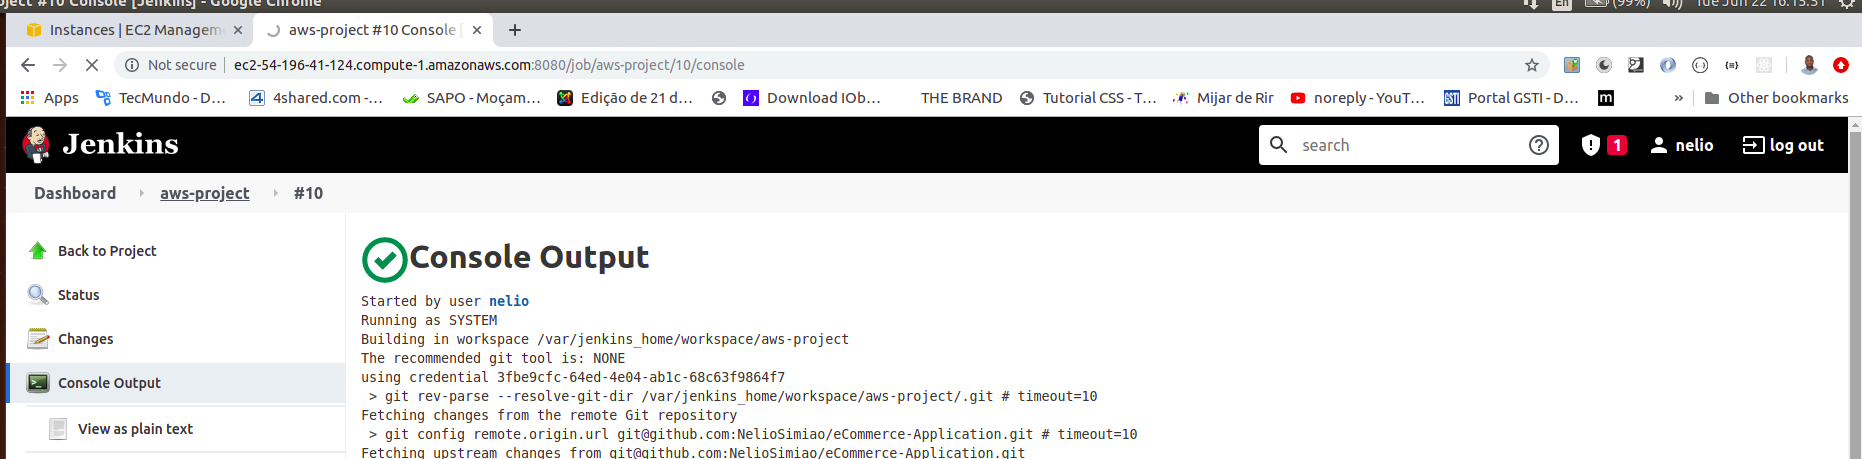 oject #10 Console [Jenkins] - Google Chrome
En (99%) Tue Jun 22 16:15:31
Instances | EC2 Managem
aws-project #10 Console [
Not secure ec2-54-196-41-124.compute-1.amazonaws.com:8080/job/aws-project/10/console
Apps TecMundo - D... 4shared.com -... SAPO - Moçam... Edição de 21 d... Download IOb... THE BRAND Tutorial CSS - T... Mijar de Rir noreply - YouT... GSTI Portal GSTI - D... m » Other bookmarks
Jenkins search 1 nelio log out
Dashboard aws-project #10
Back to Project
Status
Changes
Console Output
View as plain text
Console Output
Started by user nelio
Running as SYSTEM
Building in workspace /var/jenkins_home/workspace/aws-project
The recommended git tool is: NONE
using credential 3fbe9cfc-64ed-4e04-ab1c-68c63f9864f7
> git rev-parse --resolve-git-dir /var/jenkins_home/workspace/aws-project/.git # timeout=10
Fetching changes from the remote Git repository
> git config remote.origin.url git@github.com:NelioSimiao/eCommerce-Application.git # timeout=10
Fetching upstream changes from git@github.com:NelioSimiao/eCommerce-Application.git